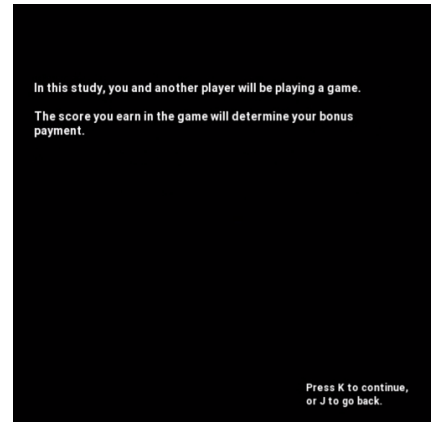 In this study, you and another player will be playing a game.
The score you earn in the game will determine your bonus
payment.
Press K to continue,
or J to go back.